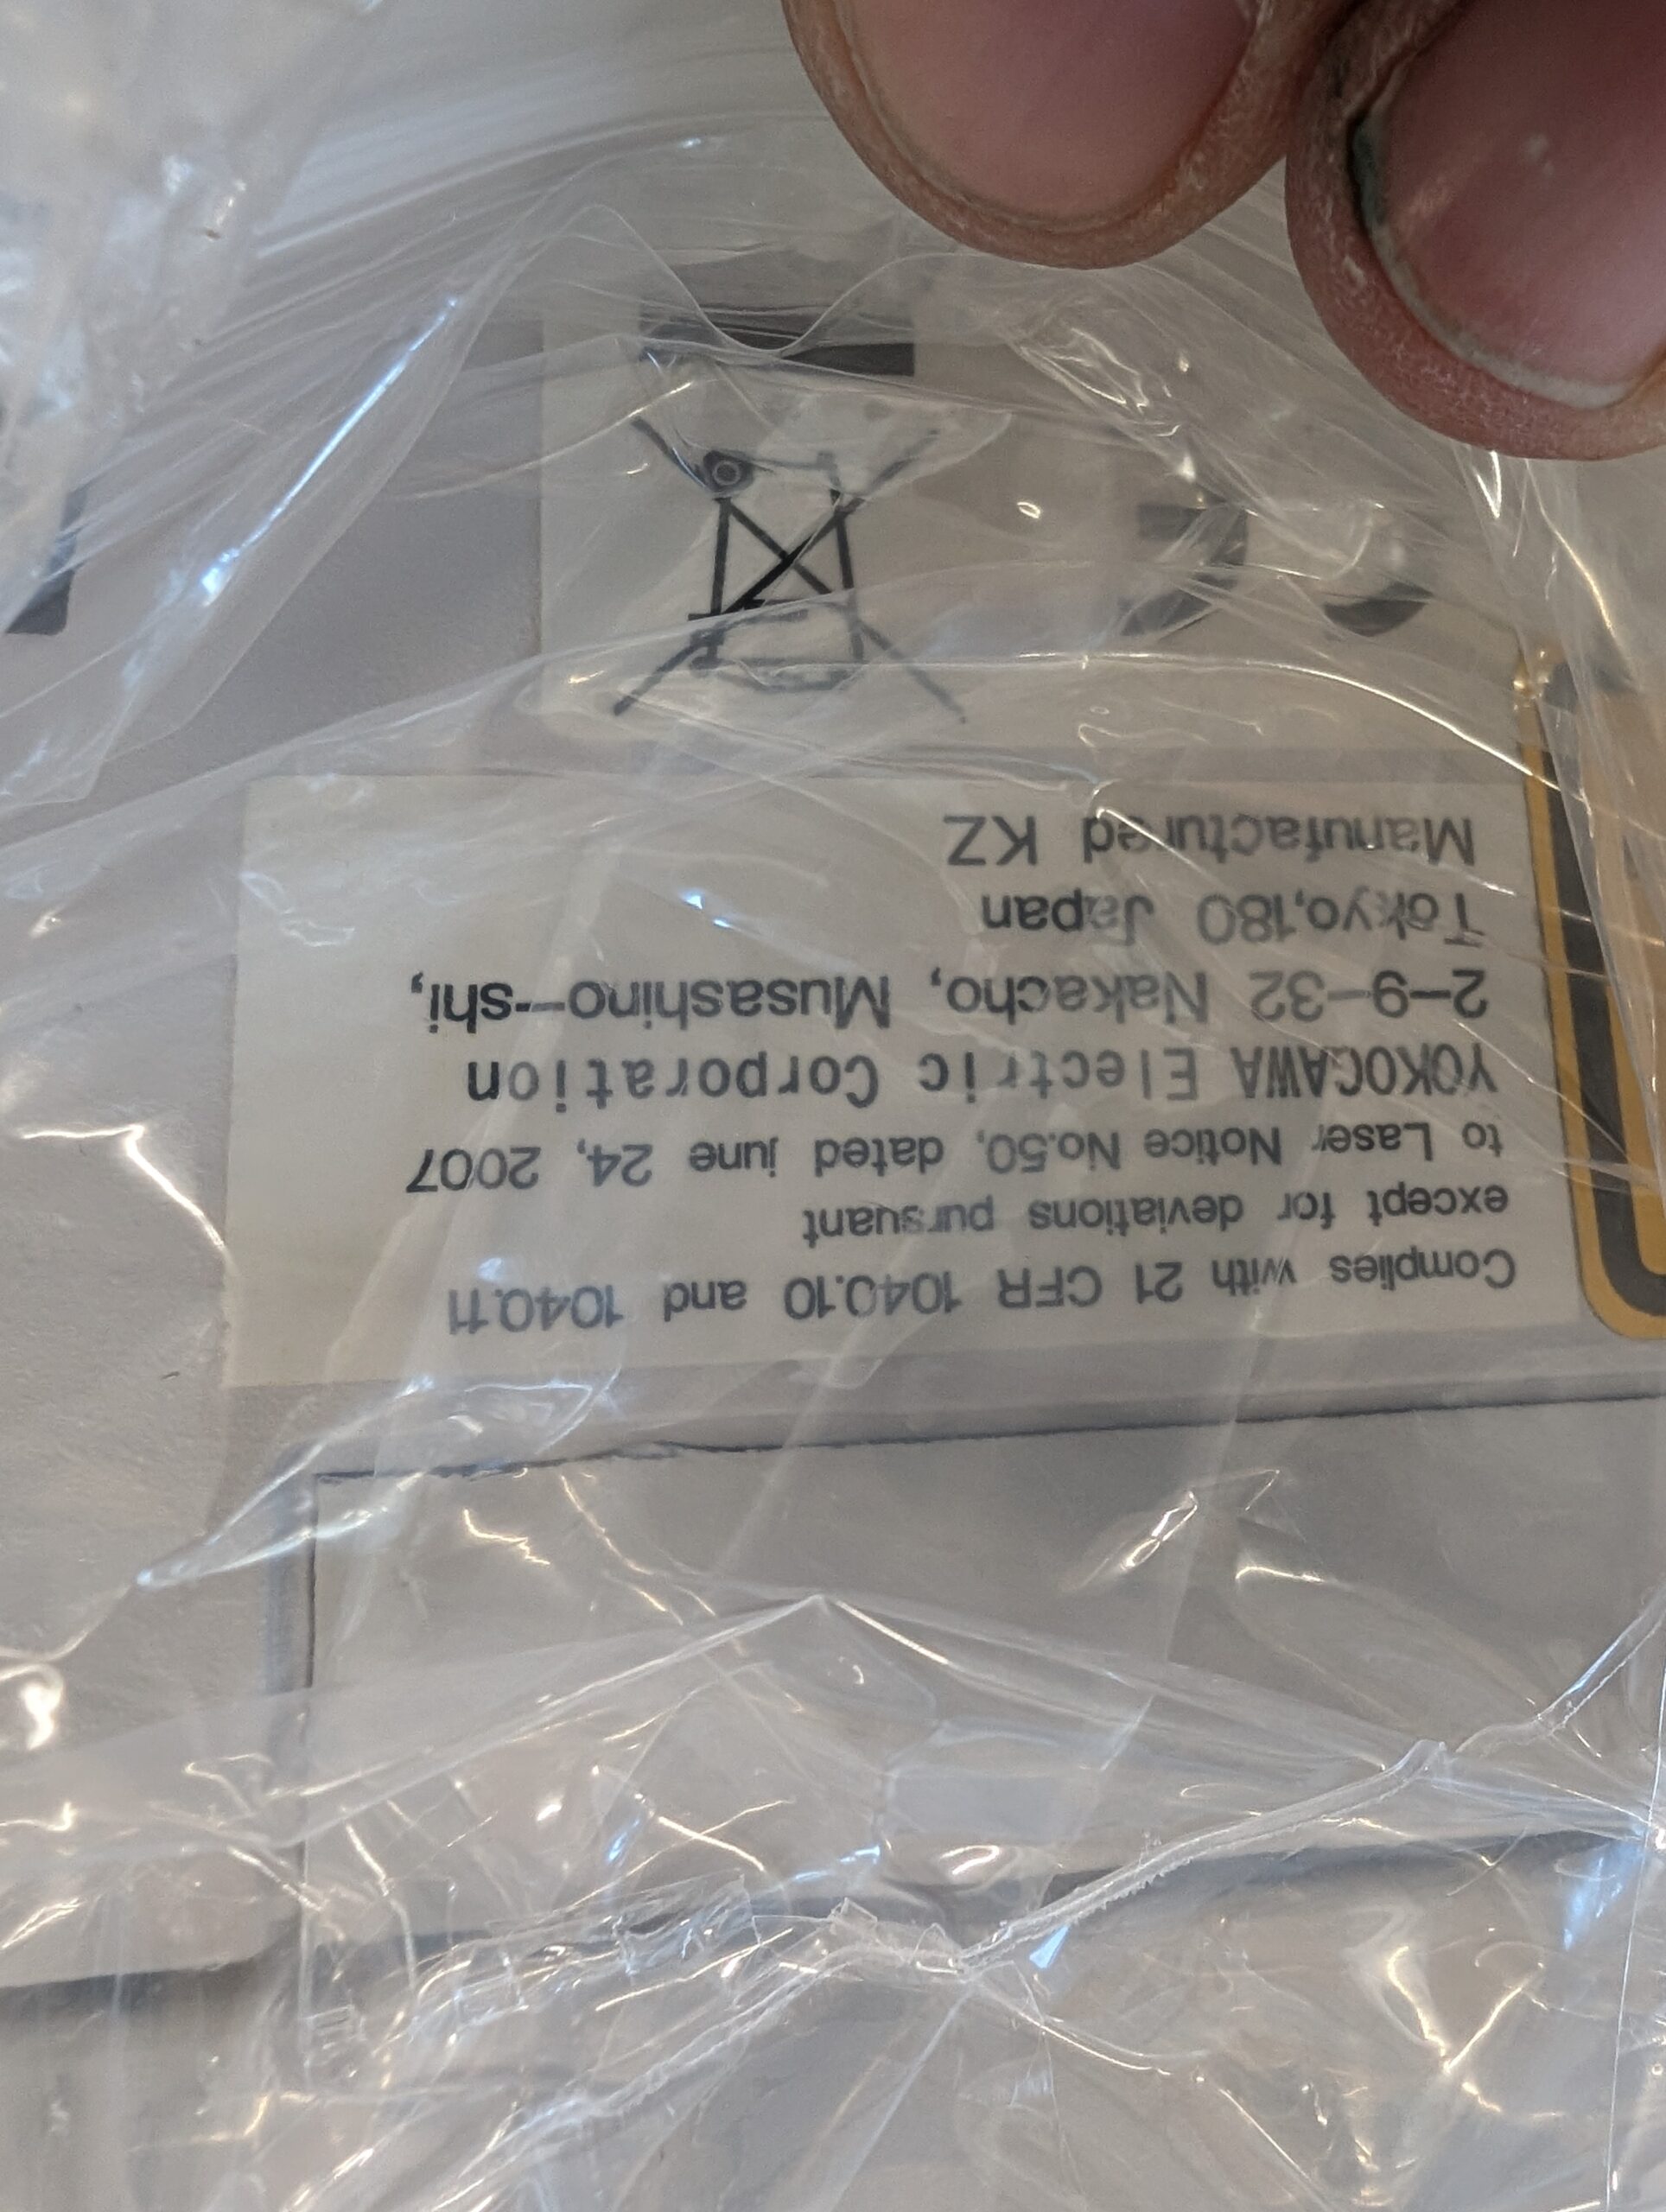 Complies with 21 CFR 1040.10 and 1040.11
except for deviations pursuant
to Laser Notice No.50, dated june 24, 2007
YOKOGAWA Electric Corporation
2-9-32 Nakacho, Musashino-shi,
Tokyo,180 Japan
Manufactured KZ
CE